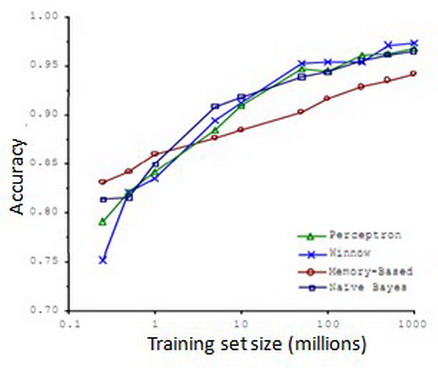 1.00
0.95
0.90
0.85
0.80
0.75
0.70
Accuracy
Perceptron
Winnow
Memory-Based
Naive Bayes
0.1 1 10 100 1000
Training set size (millions)